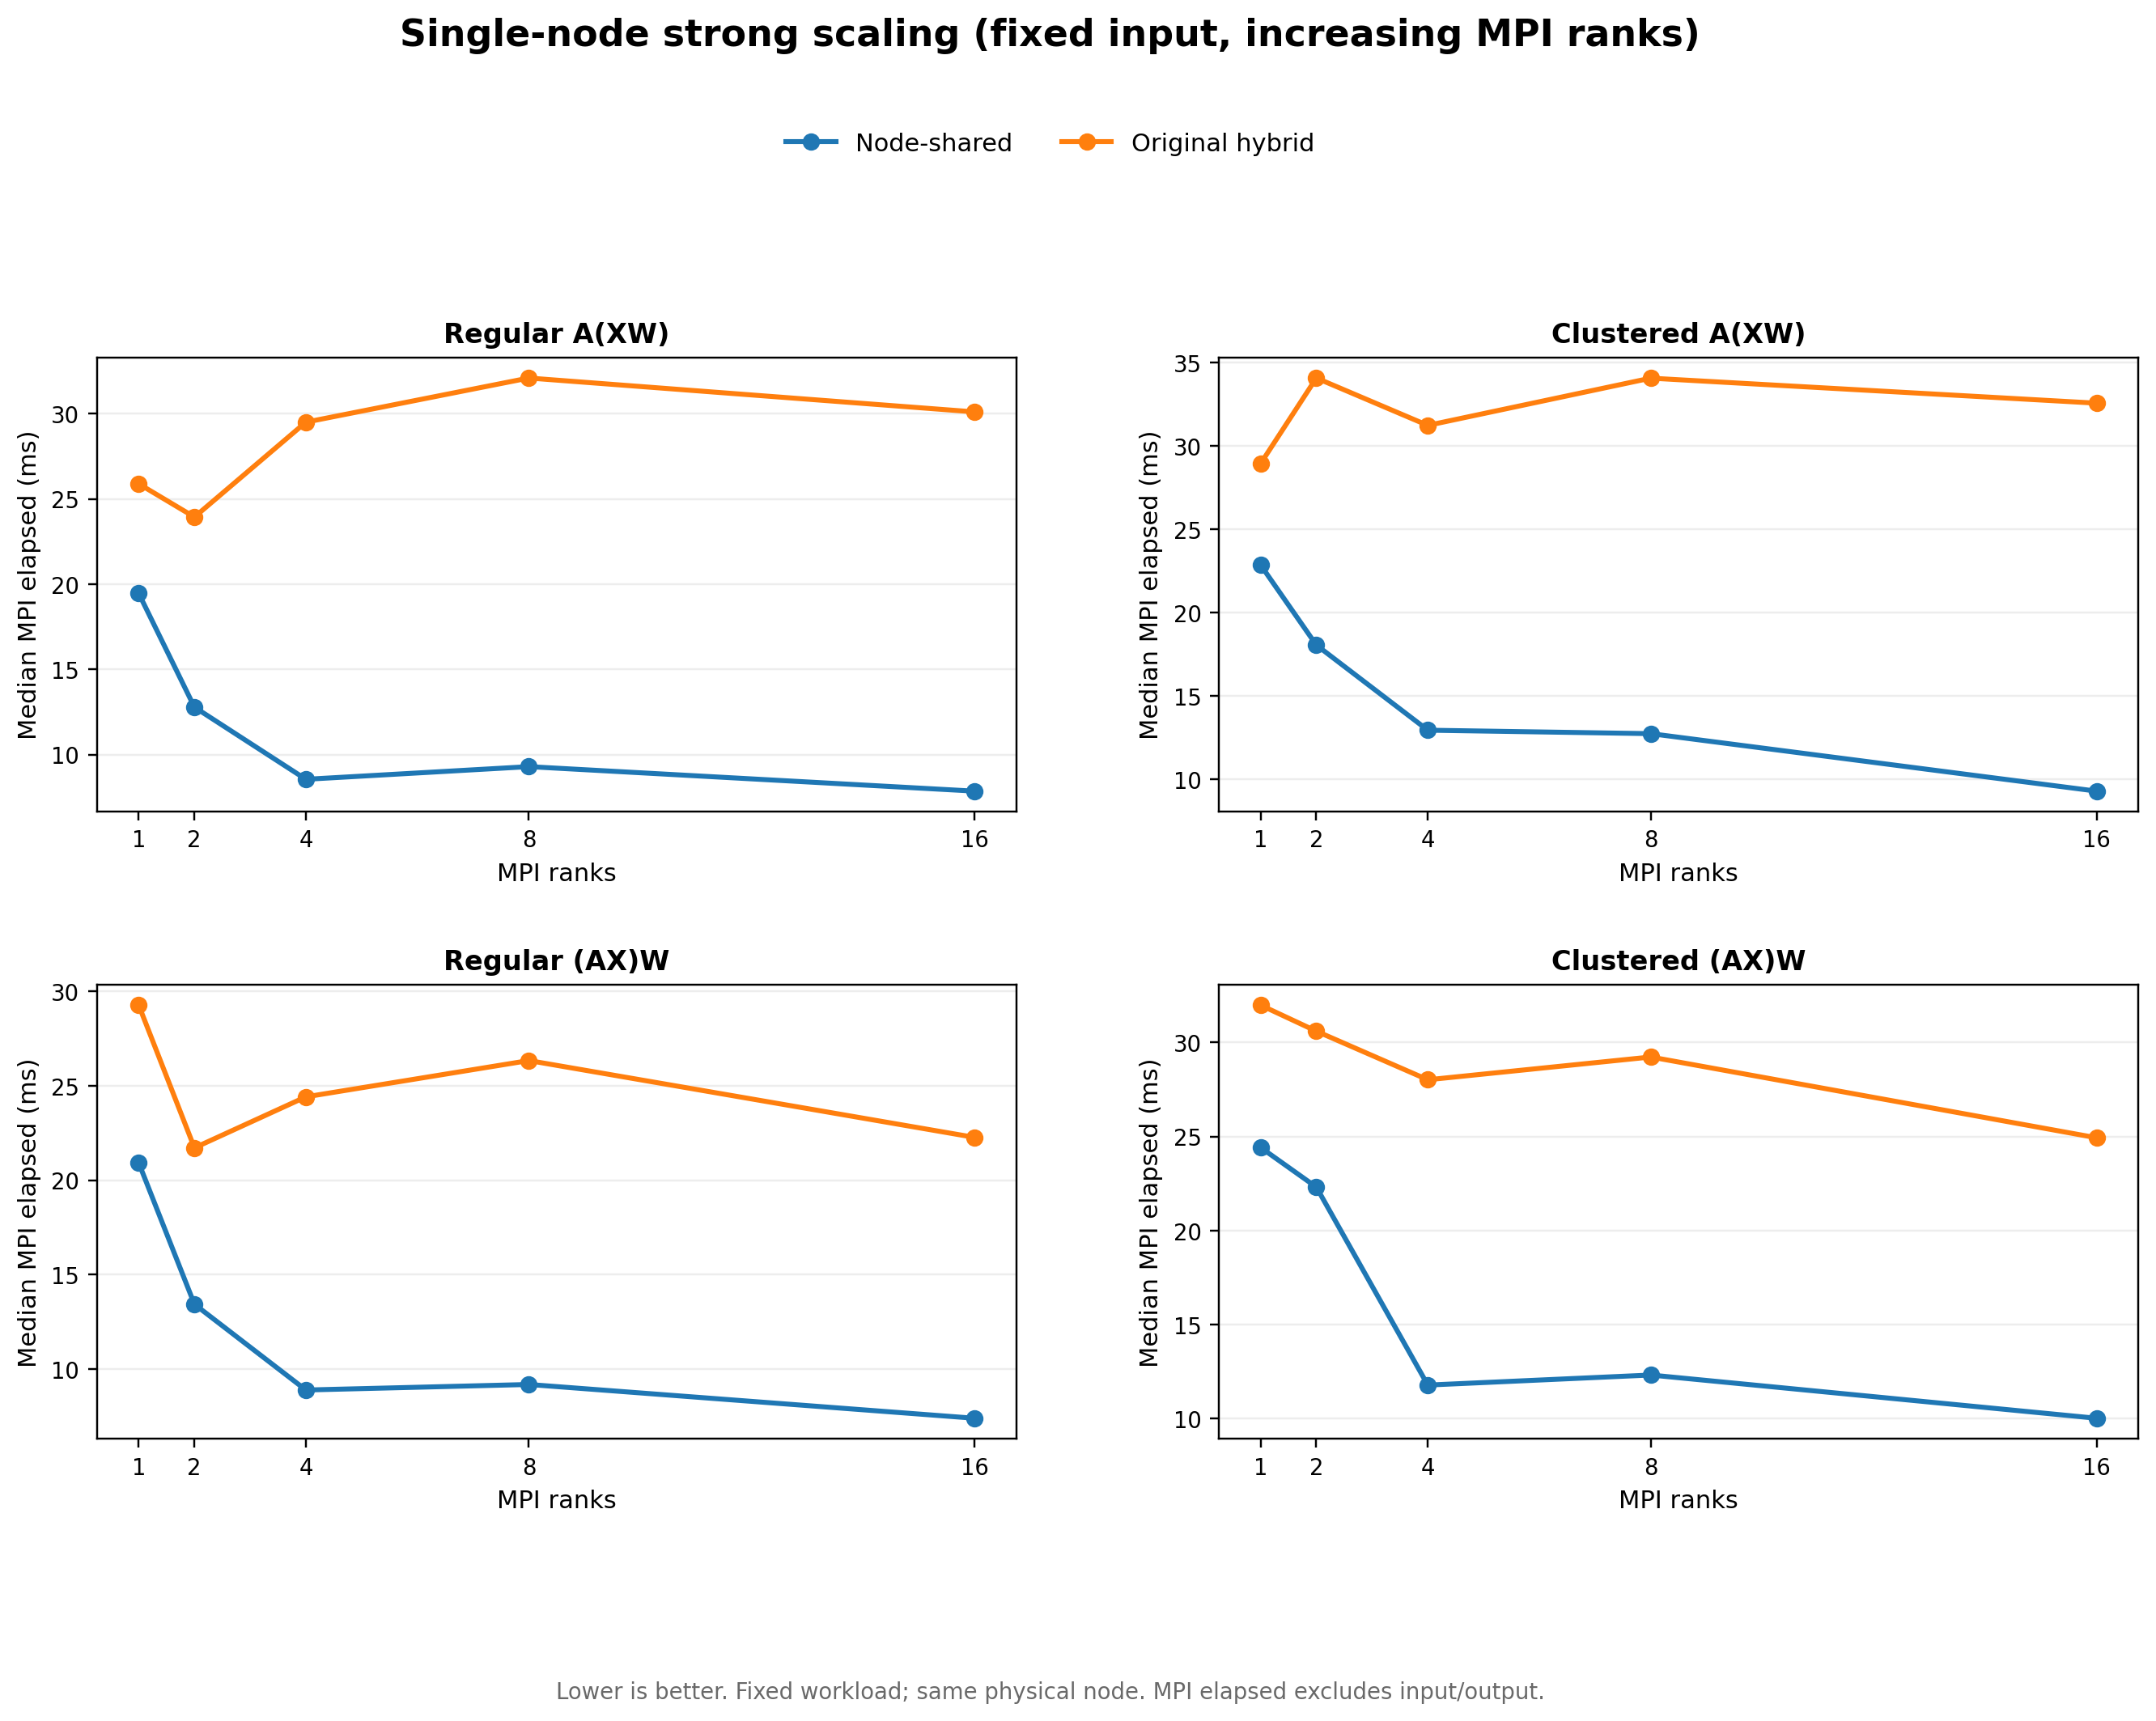 Single-node strong scaling (fixed input, increasing MPI ranks)
Node-shared
Original hybrid
Regular A(XW)
Median MPI elapsed (ms)
30
25
20
15
10
1 2 4 8 16
MPI ranks
Clustered A(XW)
Median MPI elapsed (ms)
35
30
25
20
15
10
1 2 4 8 16
MPI ranks
Regular (AX)W
Median MPI elapsed (ms)
30
25
20
15
10
1 2 4 8 16
MPI ranks
Clustered (AX)W
Median MPI elapsed (ms)
30
25
20
15
10
1 2 4 8 16
MPI ranks
Lower is better. Fixed workload; same physical node. MPI elapsed excludes input/output.